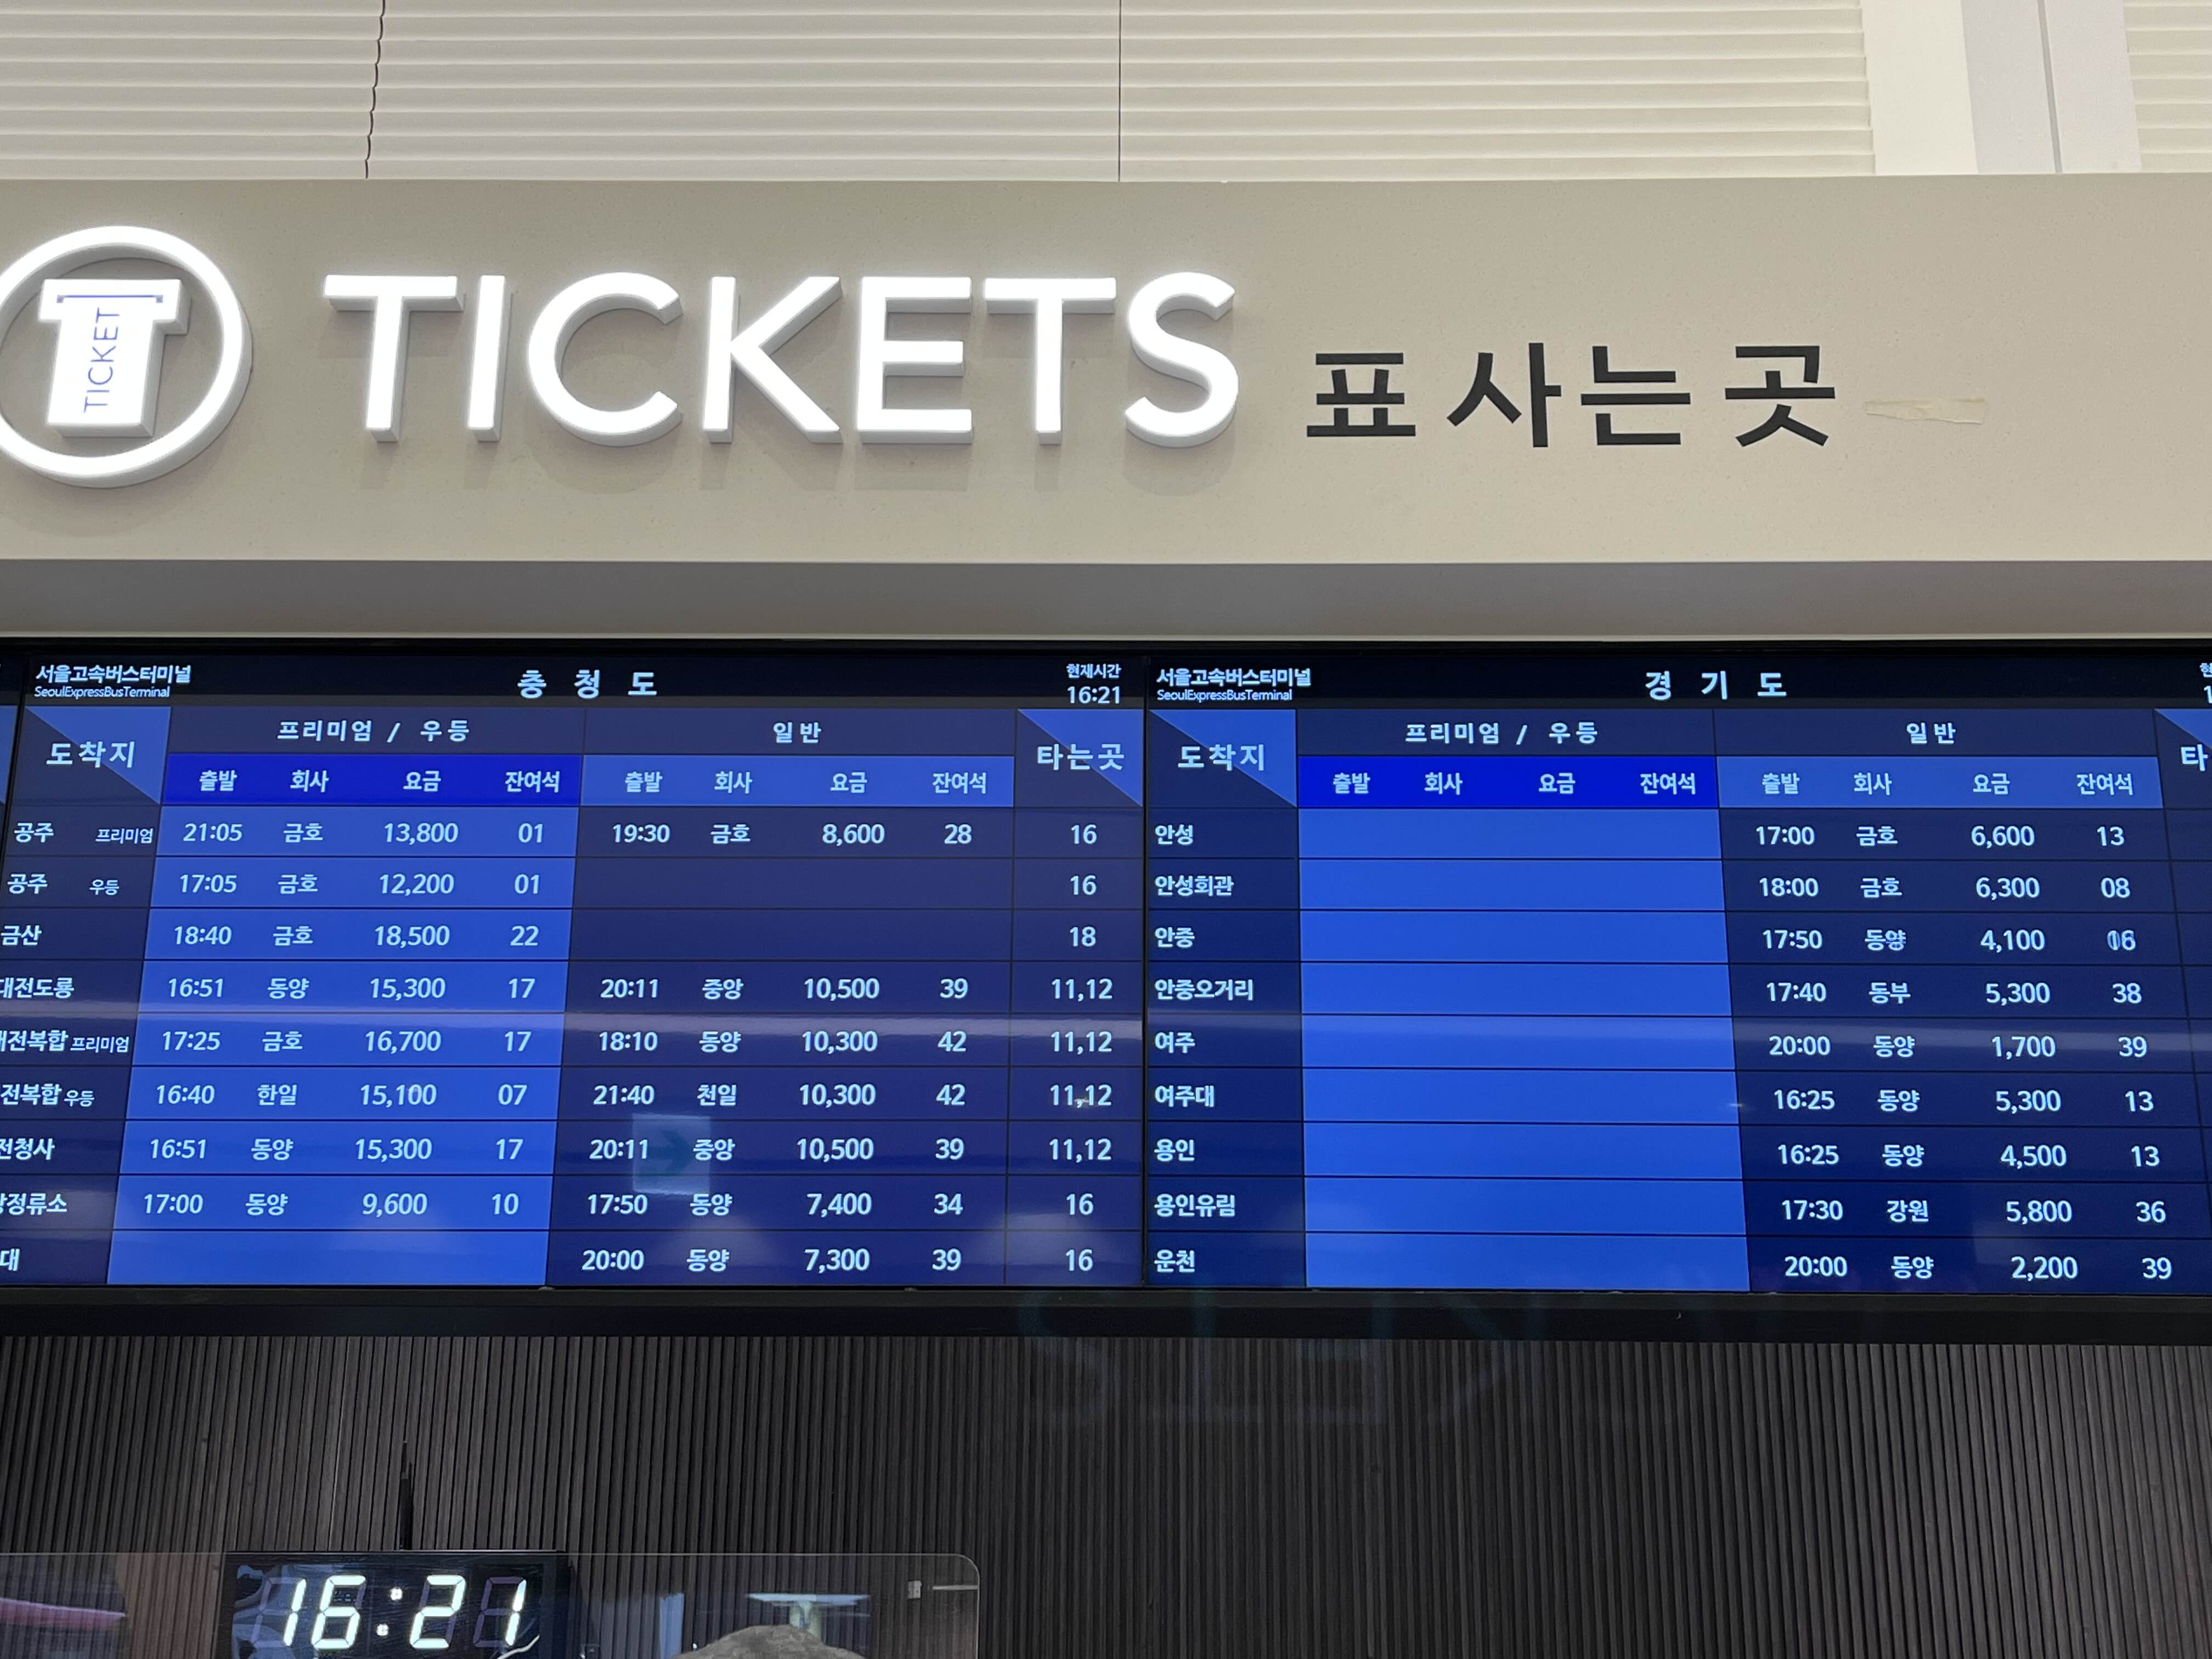 TICKET
TICKETS 표 사는 곳
서울고속버스터미널
SeoulExpressBusTerminal
충 청 도
현재시간
16:21
도착지
프리미엄 / 우등
일반
타는곳
출발 회사 요금 잔여석 출발 회사 요금 잔여석
공주 프리미엄 21:05 금호 13,800 01 19:30 금호 8,600 28 16
공주 우등 17:05 금호 12,200 01 16
금산 18:40 금호 18,500 22 18
대전도룡 16:51 동양 15,300 17 20:11 중앙 10,500 39 11,12
전복합 프리미엄 17:25 금호 16,700 17 18:10 동양 10,300 42 11,12
전복합 우등 16:40 한일 15,100 07 21:40 천일 10,300 42 11,12
전청사 16:51 동양 15,300 17 20:11 중앙 10,500 39 11,12
정류소 17:00 동양 9,600 10 17:50 동양 7,400 34 16
대 20:00 동양 7,300 39 16
서울고속버스터미널
SeoulExpressBusTerminal
경 기 도
도착지
프리미엄 / 우등
일반
타
출발 회사 요금 잔여석 출발 회사 요금 잔여석
안성 17:00 금호 6,600 13
안성회관 18:00 금호 6,300 08
안중 17:50 동양 4,100
안중오거리 17:40 동부 5,300 38
여주 20:00 동양 1,700 39
여주대 16:25 동양 5,300 13
용인 16:25 동양 4,500 13
용인유림 17:30 강원 5,800 36
운천 20:00 동양 2,200 39
16:21